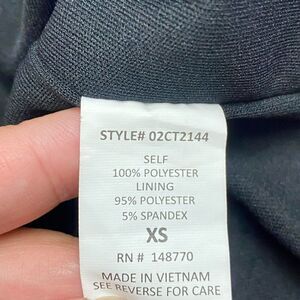 STYLE# 02CT2144
SELF
100% POLYESTER
LINING
95% POLYESTER
5% SPANDEX
XS
RN # 148770
MADE IN VIETNAM
SEE REVERSE FOR CARE